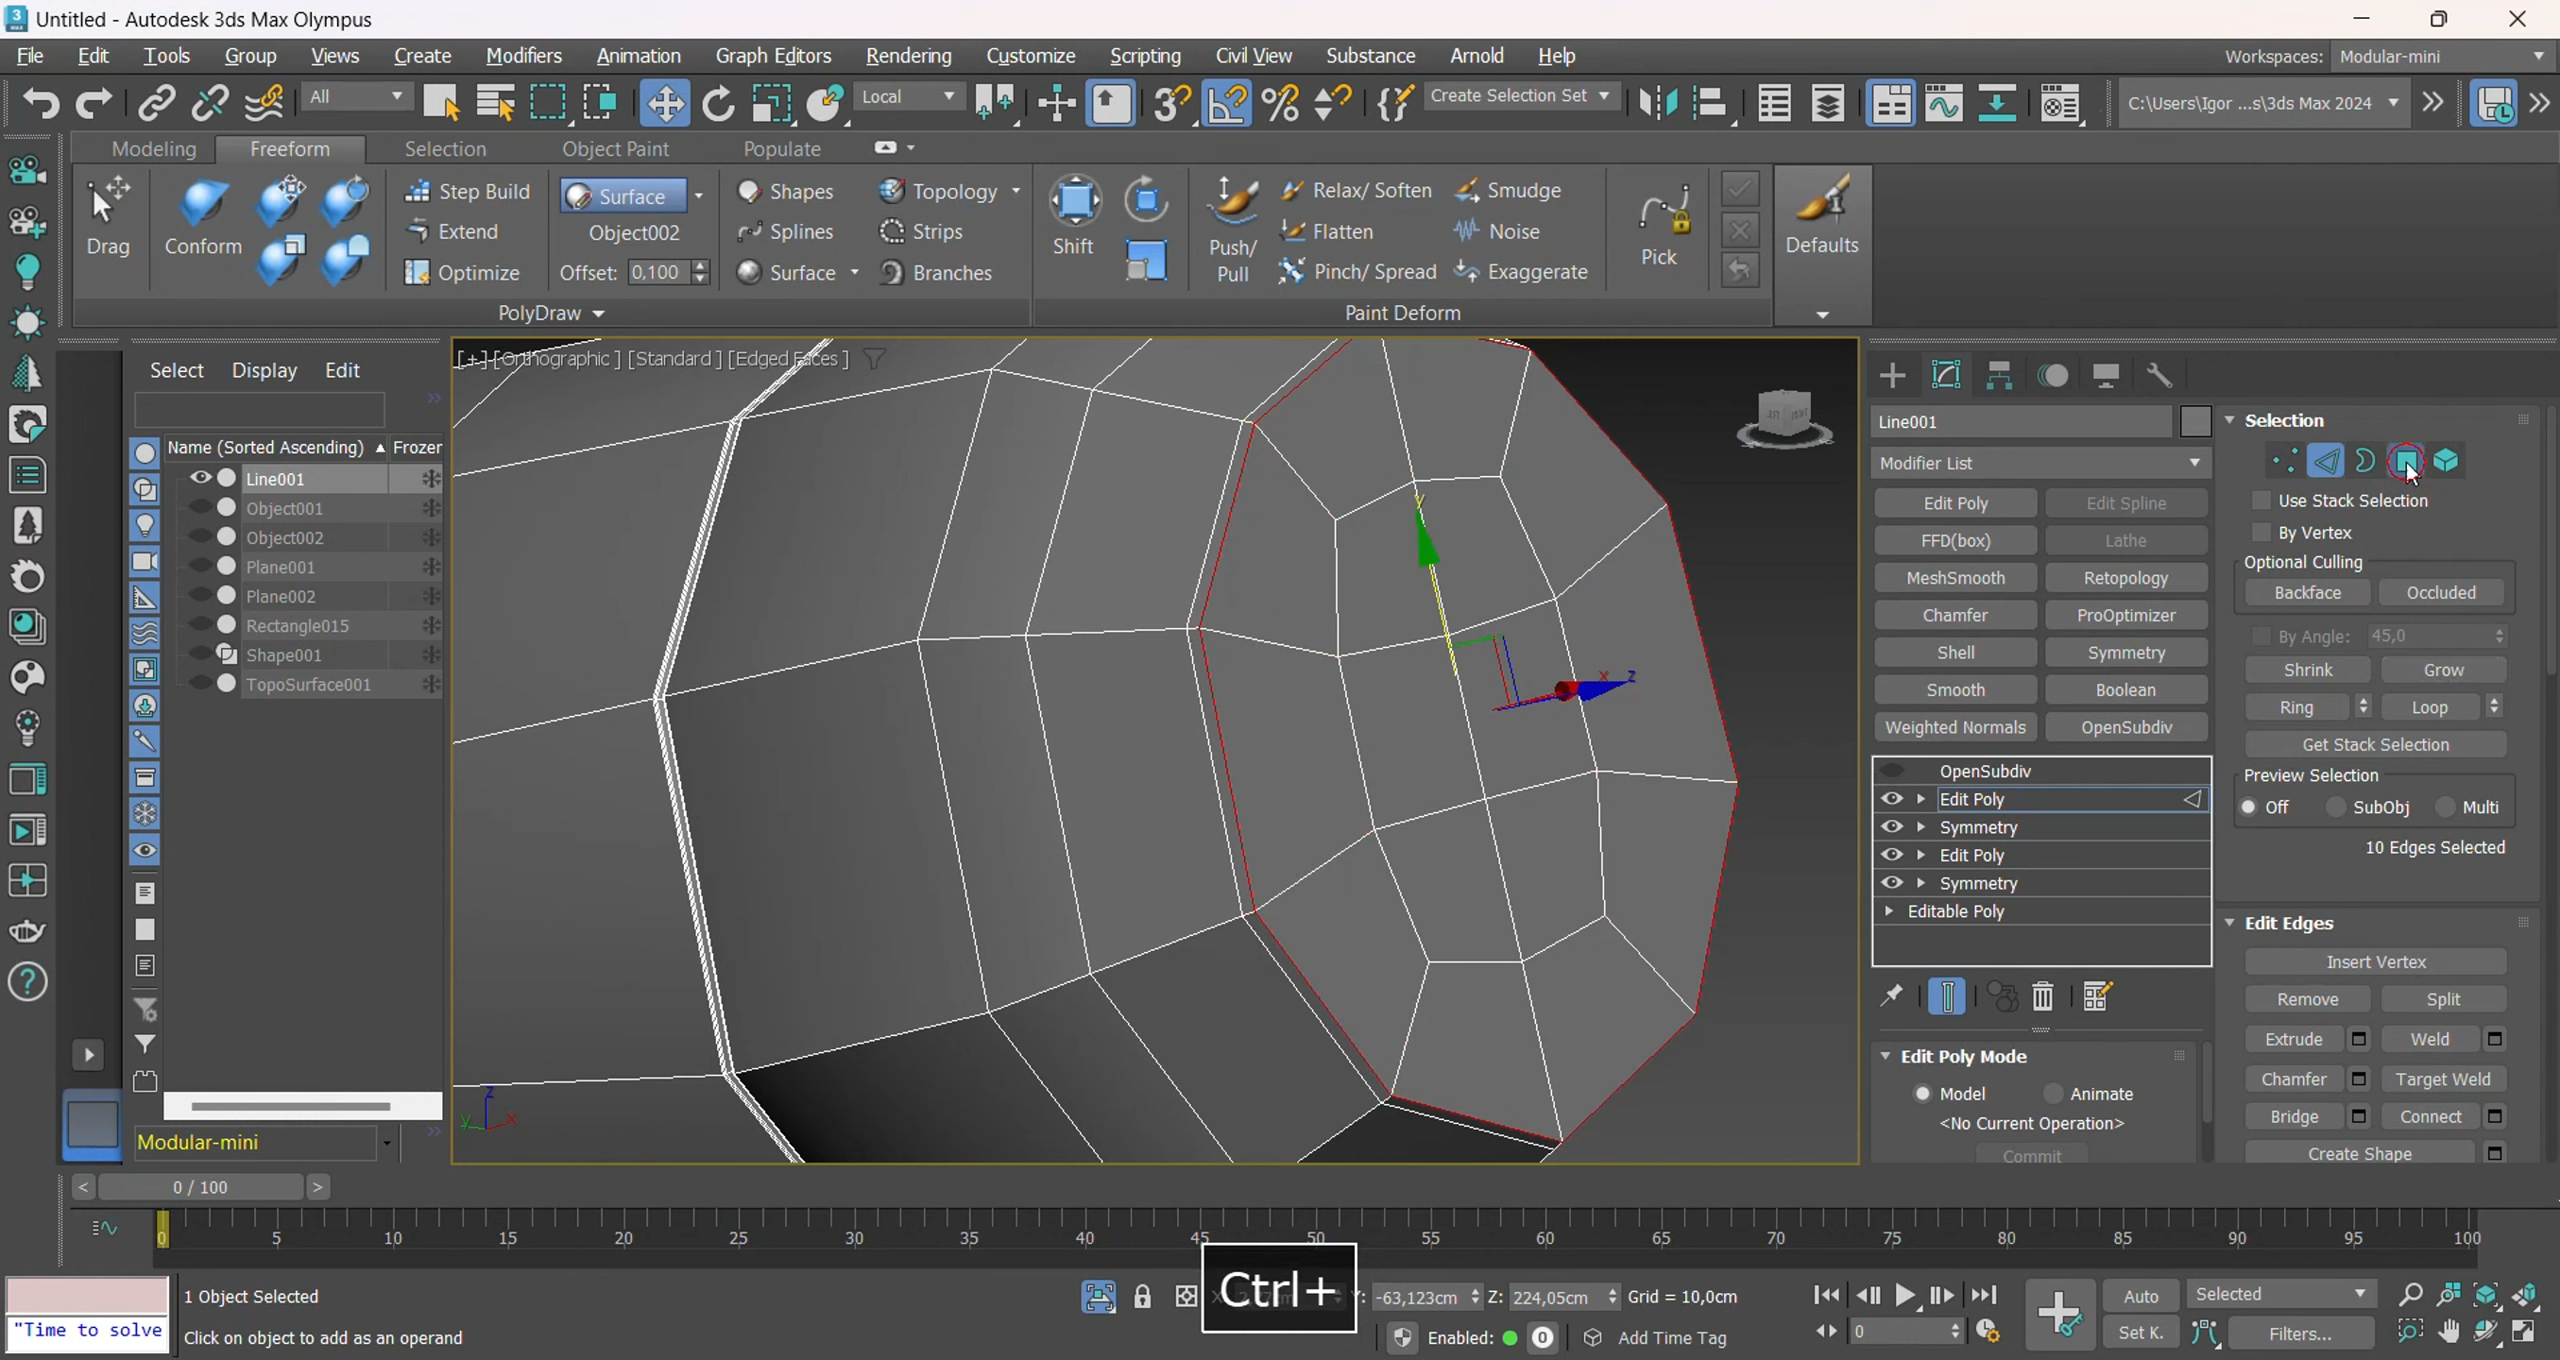 Untitled - Autodesk 3ds Max Olympus
File Edit Tools Group Views Create Modifiers Animation Graph Editors Rendering Customize Scripting Civil View Substance Arnold Help Workspaces: Modular-mini
All Local Create Selection Set C:\Users\Igor ...s\3ds Max 2024
Modeling Freeform Selection Object Paint Populate
Drag Conform Step Build Extend Optimize Surface Object002 Offset: 0,100 Shapes Splines Surface Topology Strips Branches
Shift Push/ Pull Relax/ Soften Flatten Pinch/ Spread Smudge Noise Exaggerate Pick Defaults
PolyDraw Paint Deform
Select Display Edit
Name (Sorted Ascending) Frozen
Line001
Object001
Object002
Plane001
Plane002
Rectangle015
Shape001
TopoSurface001
Modular-mini
[+] [Orthographic ] [Standard ] [Edged Faces ]
y x z
z y x
Line001
Modifier List
Edit Poly Edit Spline
FFD(box) Lathe
MeshSmooth Retopology
Chamfer ProOptimizer
Shell Symmetry
Smooth Boolean
Weighted Normals OpenSubdiv
OpenSubdiv
Edit Poly
Symmetry
Edit Poly
Symmetry
Editable Poly
Edit Poly Mode
Model Animate
<No Current Operation>
Commit
Selection
Use Stack Selection
By Vertex
Optional Culling
Backface Occluded
By Angle: 45,0
Shrink Grow
Ring Loop
Get Stack Selection
Preview Selection
Off SubObj Multi
10 Edges Selected
Edit Edges
Insert Vertex
Remove Split
Extrude Weld
Chamfer Target Weld
Bridge Connect
Create Shape
< 0 / 100 >
0 5 10 15 20 25 30 35 40 45 50 55 60 65 70 75 80 85 90 95 100
Ctrl+
"Time to solve
1 Object Selected
Click on object to add as an operand
Y: -63,123cm Z: 224,05cm Grid = 10,0cm
Enabled: 0 Add Time Tag
0
Auto Selected
Set K. Filters...